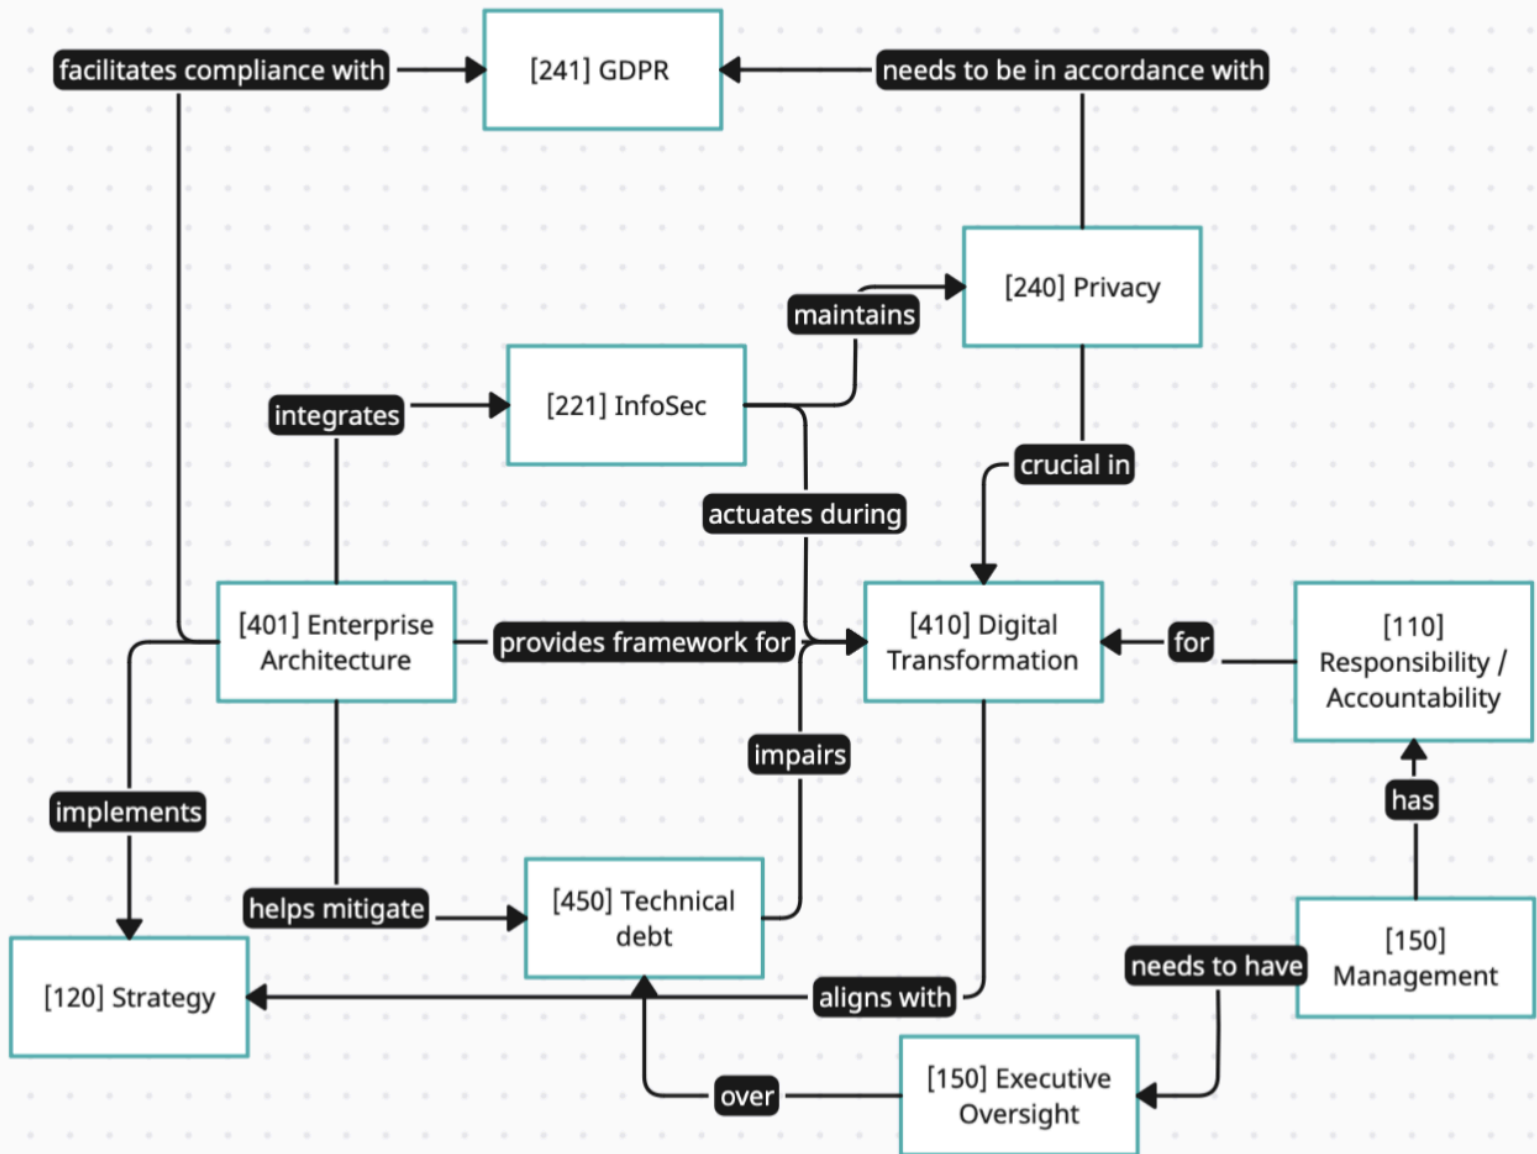 facilitates compliance with
[241] GDPR
needs to be in accordance with
[240] Privacy
maintains
integrates
[221] InfoSec
crucial in
actuates during
[401] Enterprise
Architecture
provides framework for
[410] Digital
Transformation
for
[110]
Responsibility /
Accountability
impairs
implements
has
helps mitigate
[450] Technical
debt
[120] Strategy
aligns with
needs to have
[150]
Management
over
[150] Executive
Oversight